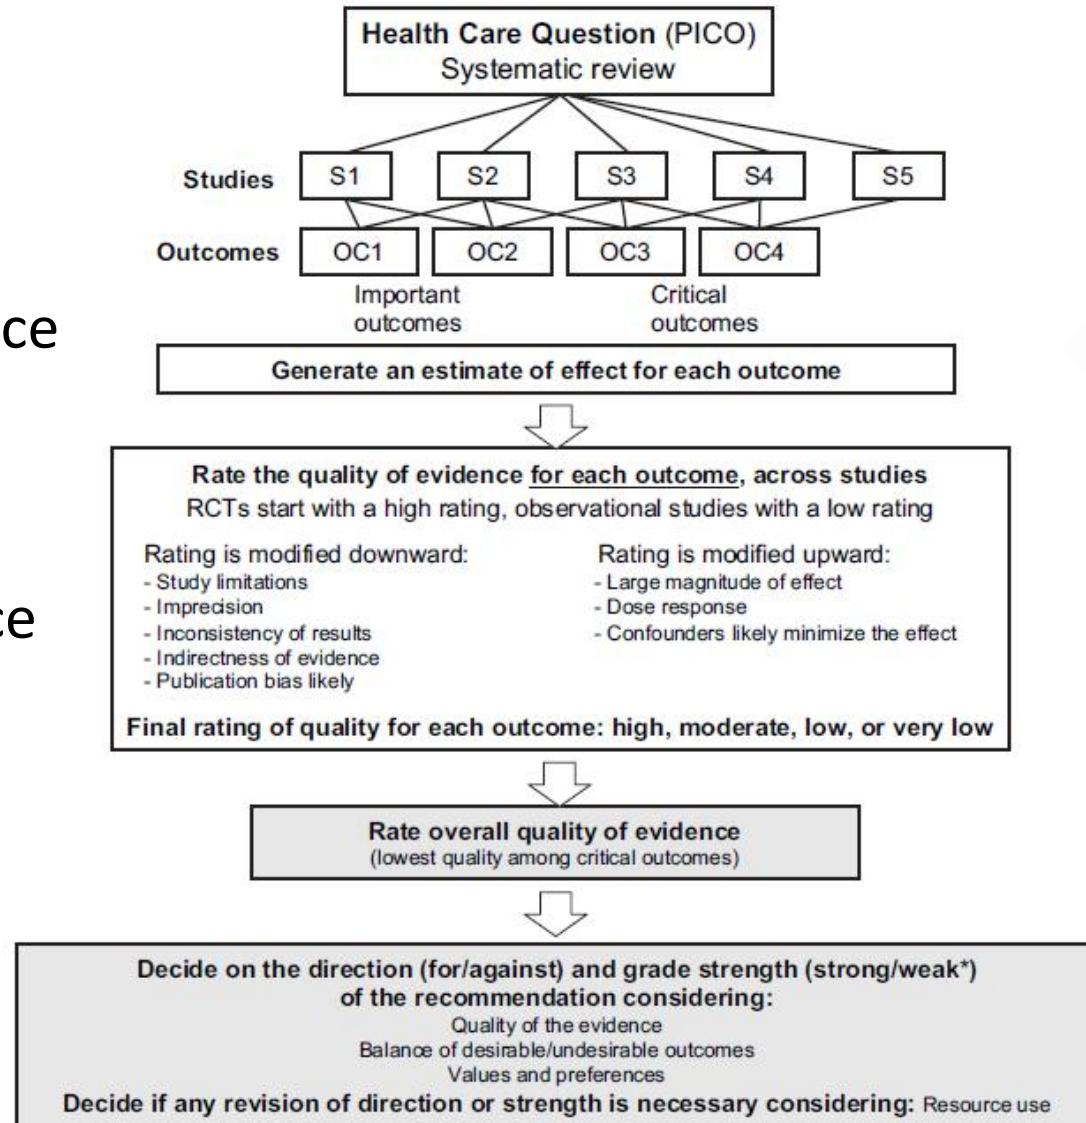 Health Care Question (PICO)
Systematic review
Studies
S1
S2
S3
S4
S5
Outcomes
OC1
OC2
OC3
OC4
Important
outcomes
Critical
outcomes
ce
Generate an estimate of effect for each outcome
Rate the quality of evidence for each outcome, across studies
RCTs start with a high rating, observational studies with a low rating
Rating is modified downward:
- Study limitations
- Imprecision
- Inconsistency of results
- Indirectness of evidence
- Publication bias likely
Rating is modified upward:
- Large magnitude of effect
- Dose response
- Confounders likely minimize the effect
ce
Final rating of quality for each outcome: high, moderate, low, or very low
Rate overall quality of evidence
(lowest quality among critical outcomes)
Decide on the direction (for/against) and grade strength (strong/weak*)
of the recommendation considering:
Quality of the evidence
Balance of desirable/undesirable outcomes
Values and preferences
Decide if any revision of direction or strength is necessary considering: Resource use